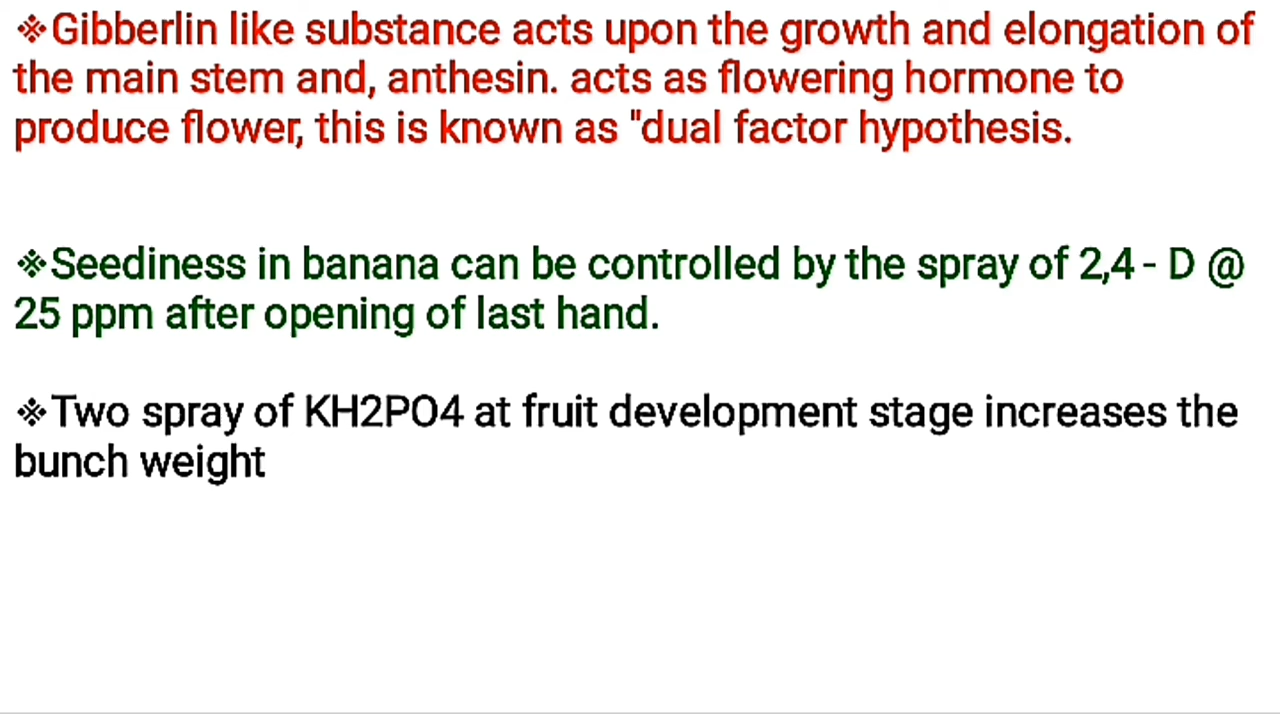 ※Gibberlin like substance acts upon the growth and elongation of
the main stem and, anthesin. acts as flowering hormone to
produce flower, this is known as "dual factor hypothesis.
※Seediness in banana can be controlled by the spray of 2,4 - D @
25 ppm after opening of last hand.
※Two spray of KH2PO4 at fruit development stage increases the
bunch weight